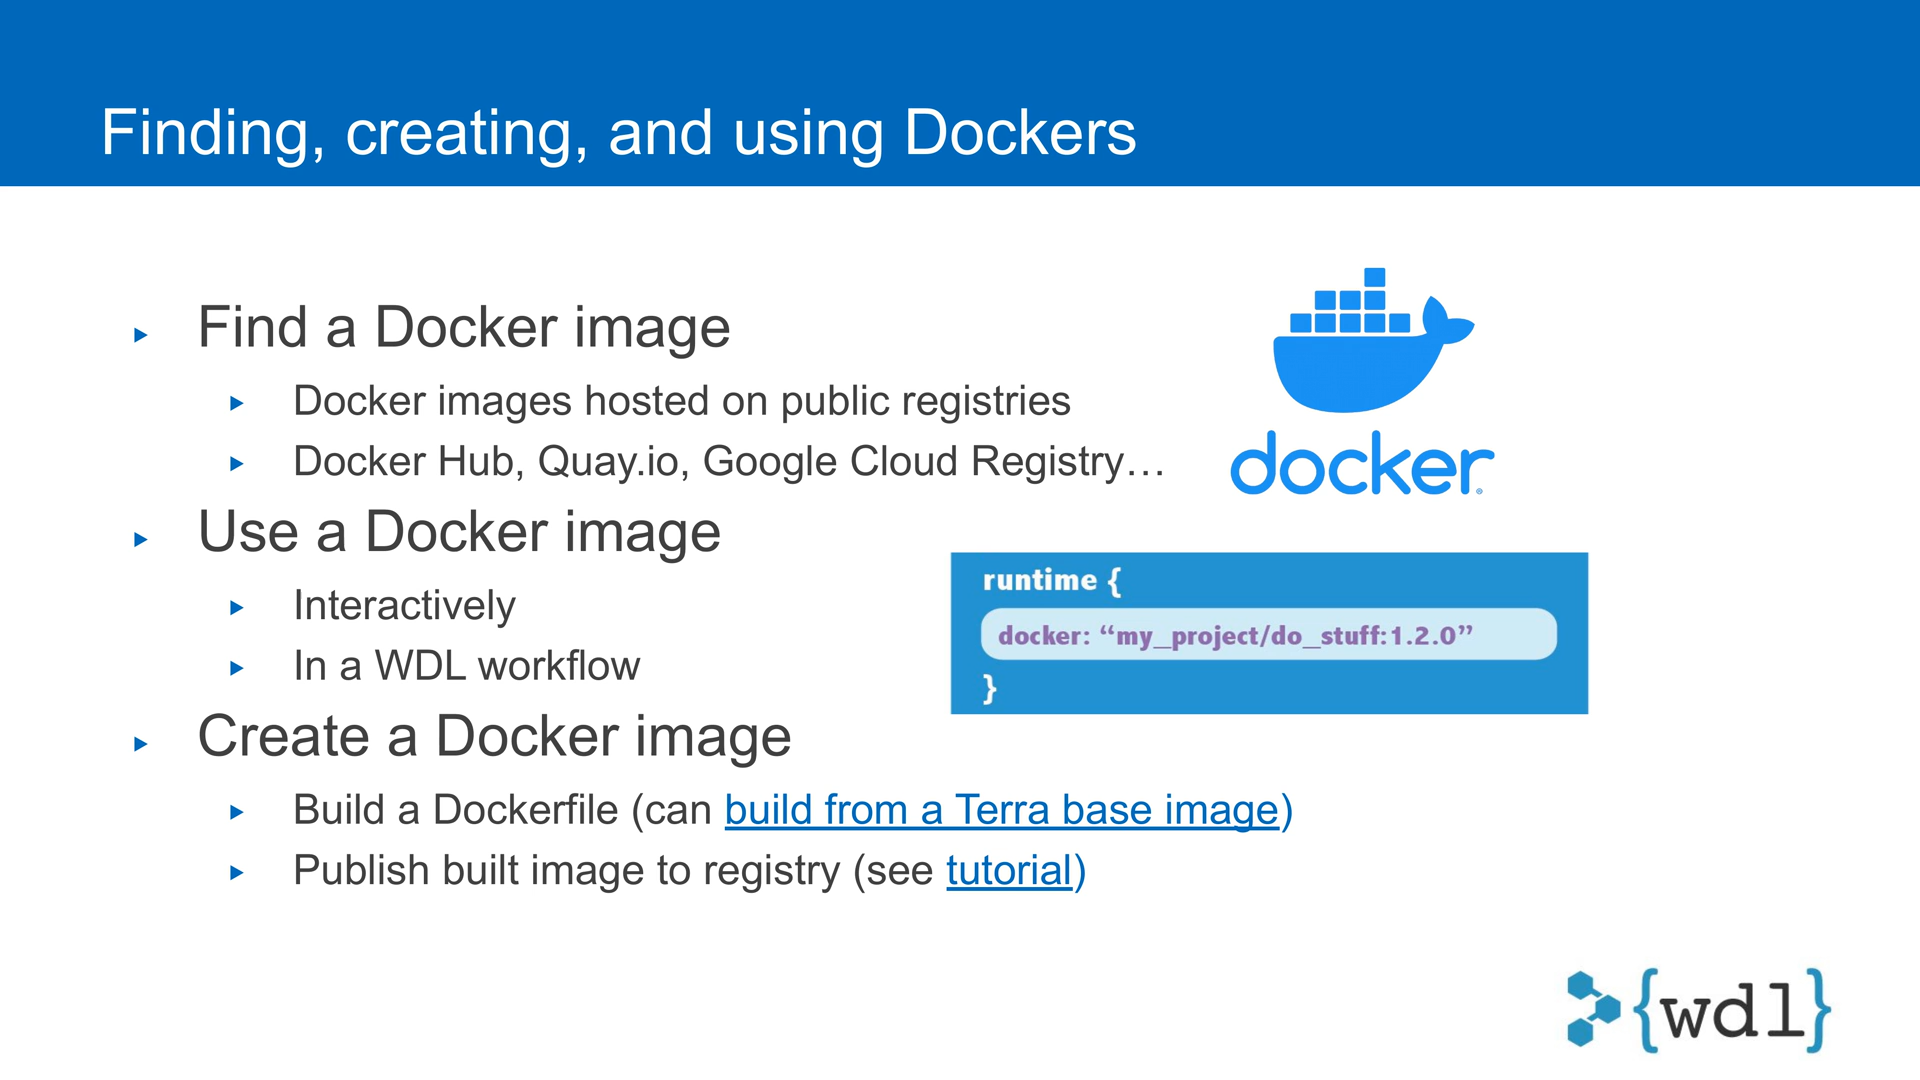 Finding, creating, and using Dockers
Find a Docker image
Docker images hosted on public registries
Docker Hub, Quay.io, Google Cloud Registry…
docker®
Use a Docker image
Interactively
In a WDL workflow
runtime {
docker: “my_project/do_stuff:1.2.0”
}
Create a Docker image
Build a Dockerfile (can build from a Terra base image)
Publish built image to registry (see tutorial)
{wdl}